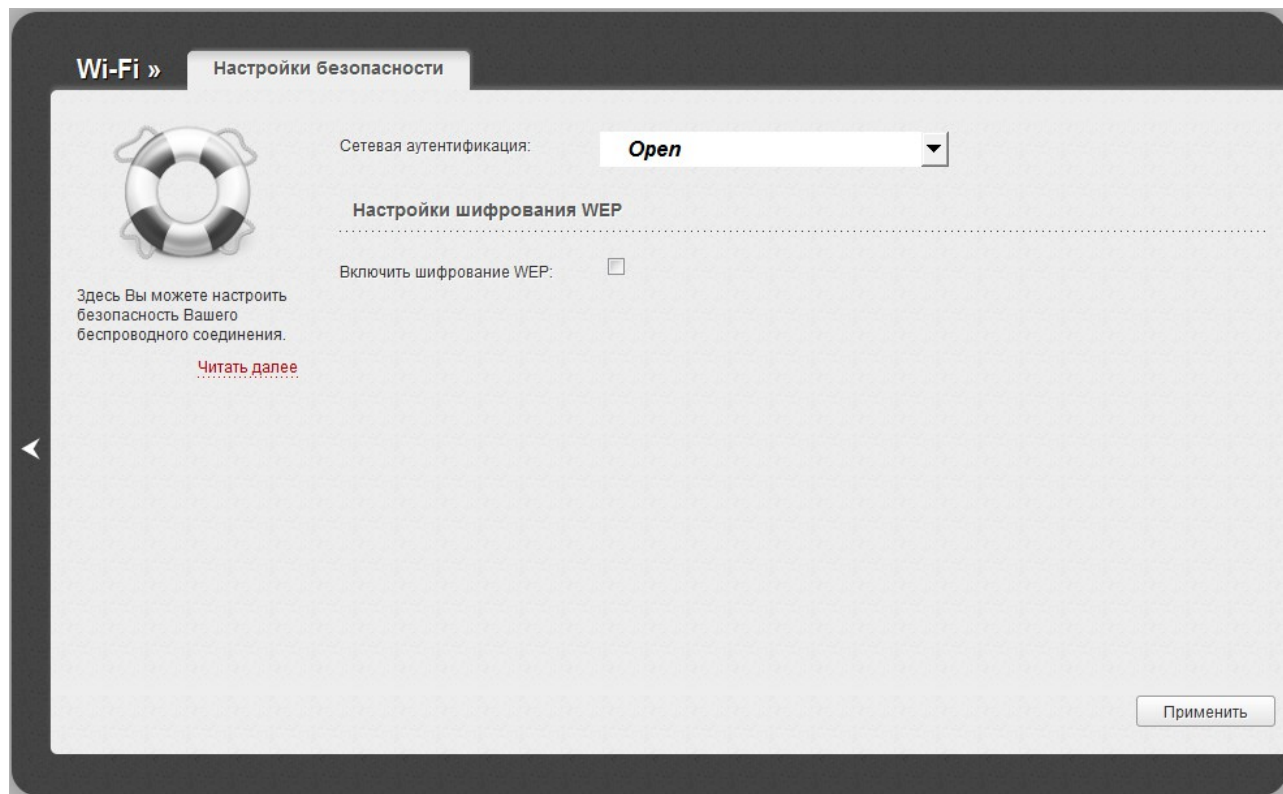 Wi-Fi »
Настройки безопасности
Сетевая аутентификация:
Open
Настройки шифрования WEP
Включить шифрование WEP:
Здесь Вы можете настроить
безопасность Вашего
беспроводного соединения.
Читать далее
Применить